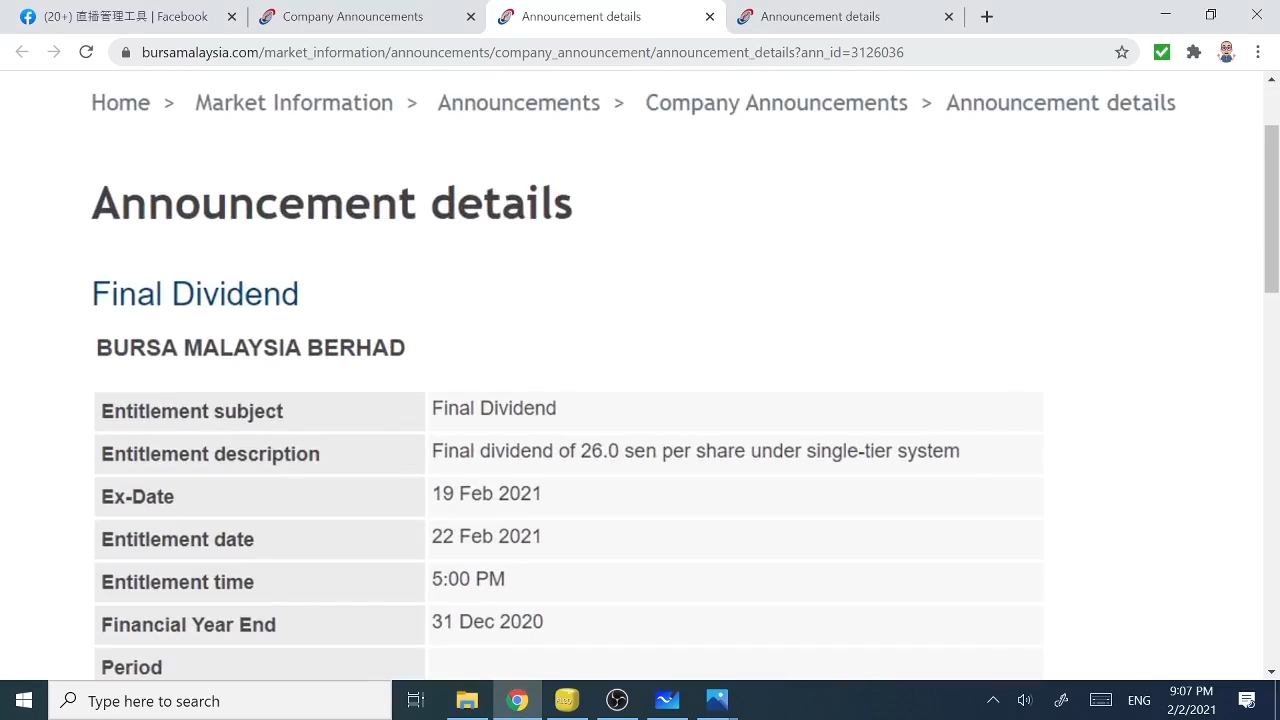 (20+) 直播管理工具 | Facebook
Company Announcements
Announcement details
Announcement details
bursamalaysia.com/market_information/announcements/company_announcement/announcement_details?ann_id=3126036
Home > Market Information > Announcements > Company Announcements > Announcement details
Announcement details
Final Dividend
BURSA MALAYSIA BERHAD
Entitlement subject Final Dividend
Entitlement description Final dividend of 26.0 sen per share under single-tier system
Ex-Date 19 Feb 2021
Entitlement date 22 Feb 2021
Entitlement time 5:00 PM
Financial Year End 31 Dec 2020
Period
Type here to search
ENG
9:07 PM
2/2/2021